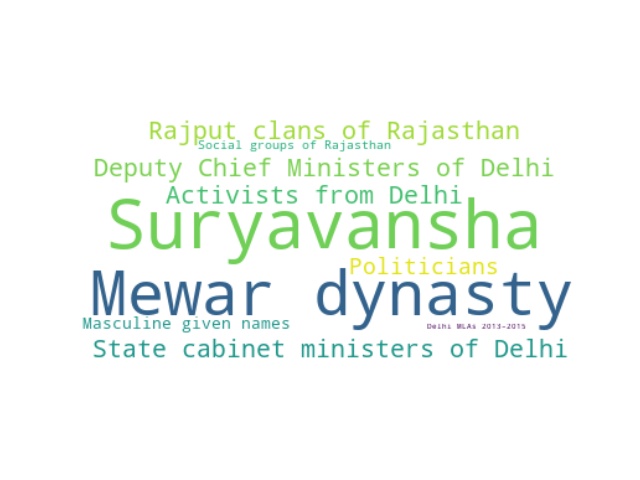 Rajput clans of Rajasthan
Social groups of Rajasthan
Deputy Chief Ministers of Delhi
Activists from Delhi
Suryavansha
Politicians
Mewar dynasty
Masculine given names
Delhi MLAs 2013–2015
State cabinet ministers of Delhi